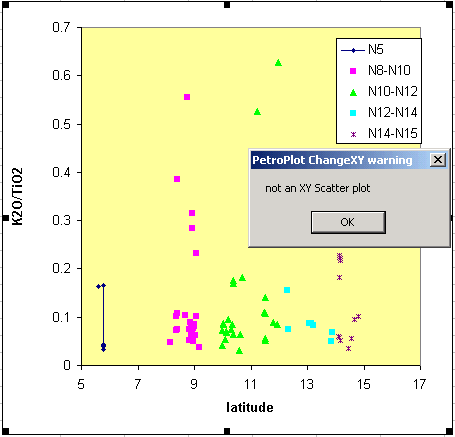 0.7
0.6
0.5
0.4
0.3
0.2
0.1
0
K2O/TiO2
5 7 9 11 13 15 17
latitude
N5
N8-N10
N10-N12
N12-N14
N14-N15
PetroPlot ChangeXY warning
not an XY Scatter plot
OK